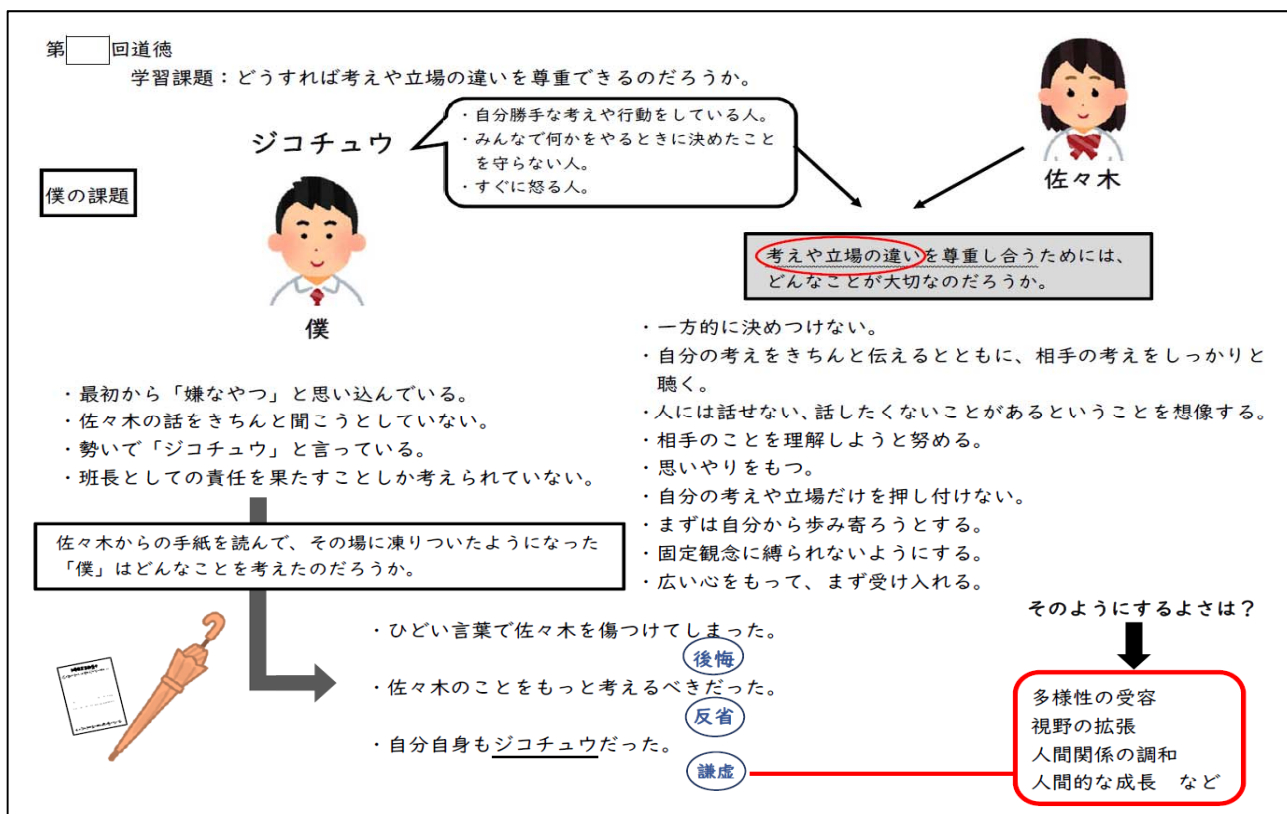 第 回道徳
学習課題：どうすれば考えや立場の違いを尊重できるのだろうか。
ジコチュウ
・自分勝手な考えや行動をしている人。
・みんなで何かをやるときに決めたこと
を守らない人。
・すぐに怒る人。
佐々木
僕の課題
僕
考えや立場の違いを尊重し合うためには、
どんなことが大切なのだろうか。
・最初から「嫌なやつ」と思い込んでいる。
・佐々木の話をきちんと聞こうとしていない。
・勢いで「ジコチュウ」と言っている。
・班長としての責任を果たすことしか考えられていない。
・一方的に決めつけない。
・自分の考えをきちんと伝えるとともに、相手の考えをしっかりと
聴く。
・人には話せない、話したくないことがあるということを想像する。
・相手のことを理解しようと努める。
・思いやりをもつ。
・自分の考えや立場だけを押し付けない。
・まずは自分から歩み寄ろうとする。
・固定観念に縛られないようにする。
・広い心をもって、まず受け入れる。
佐々木からの手紙を読んで、その場に凍りついたようになった
「僕」はどんなことを考えたのだろうか。
・ひどい言葉で佐々木を傷つけてしまった。
後悔
・佐々木のことをもっと考えるべきだった。
反省
・自分自身もジコチュウだった。
謙虚
そのようにするよさは？
多様性の受容
視野の拡張
人間関係の調和
人間的な成長　など